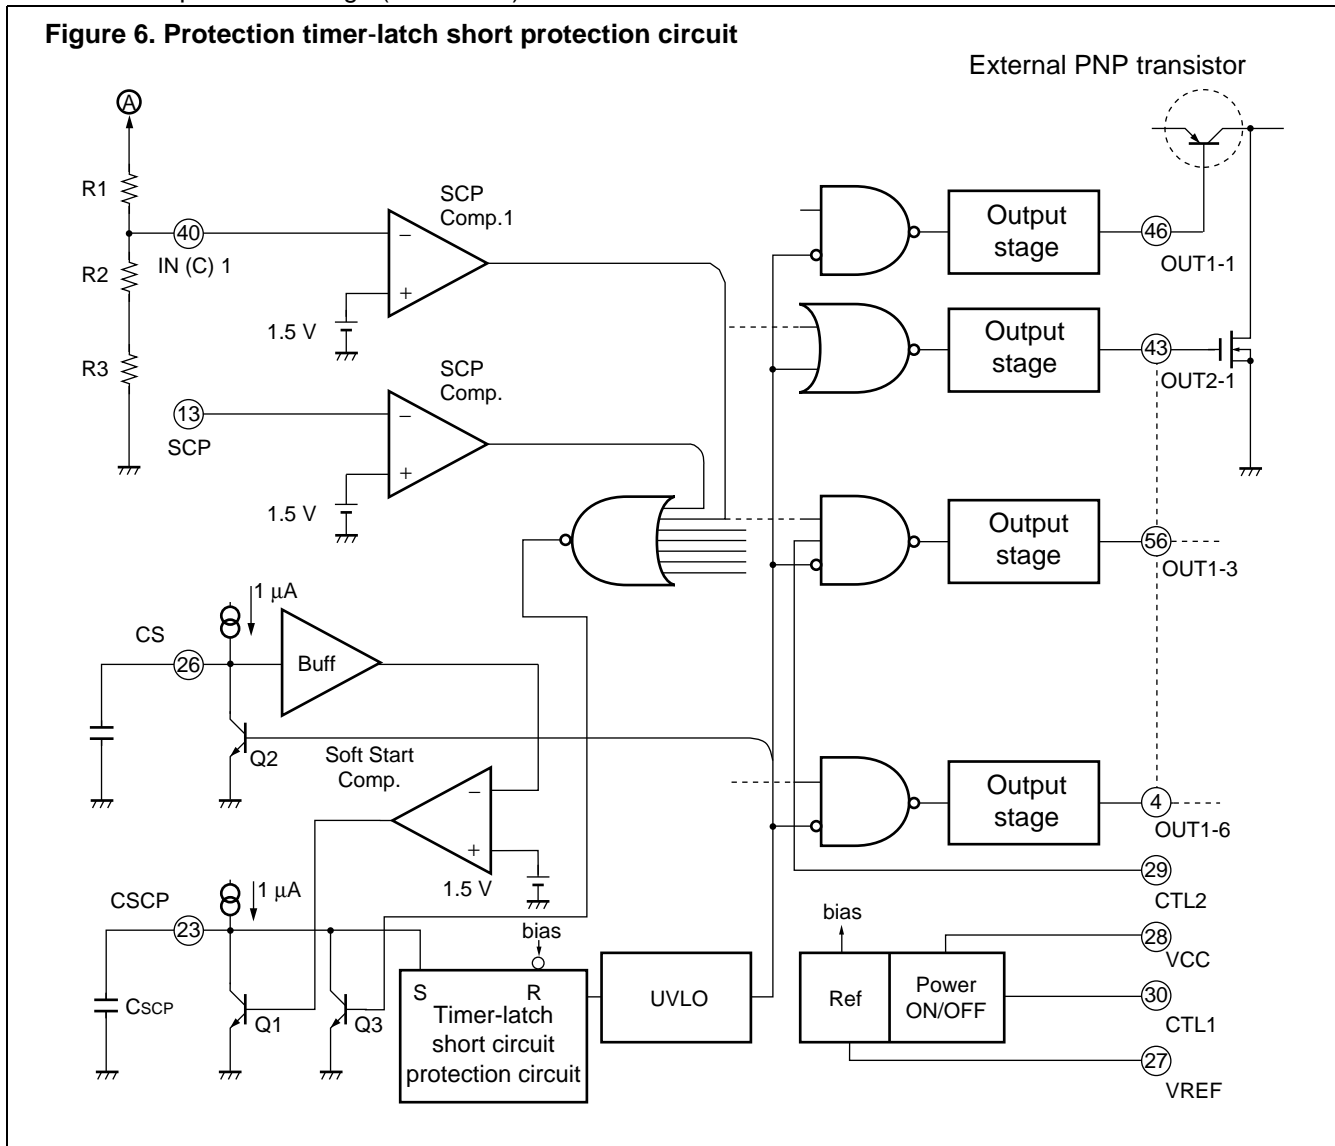 Figure 6. Protection timer-latch short protection circuit
External PNP transistor
A
R1
40
IN (C) 1
R2
R3
SCP
Comp.1
−
+
1.5 V
Output
stage
46
OUT1-1
Output
stage
43
OUT2-1
13
SCP
SCP
Comp.
−
+
1.5 V
Output
stage
56
OUT1-3
1 μA
CS
26
Buff
Q2
Soft Start
Comp.
−
+
1.5 V
Output
stage
4
OUT1-6
29
CTL2
1 μA
CSCP
23
CSCP
Q1
Q3
bias
S
R
Timer-latch
short circuit
protection circuit
UVLO
bias
Ref
Power
ON/OFF
28
VCC
30
CTL1
27
VREF